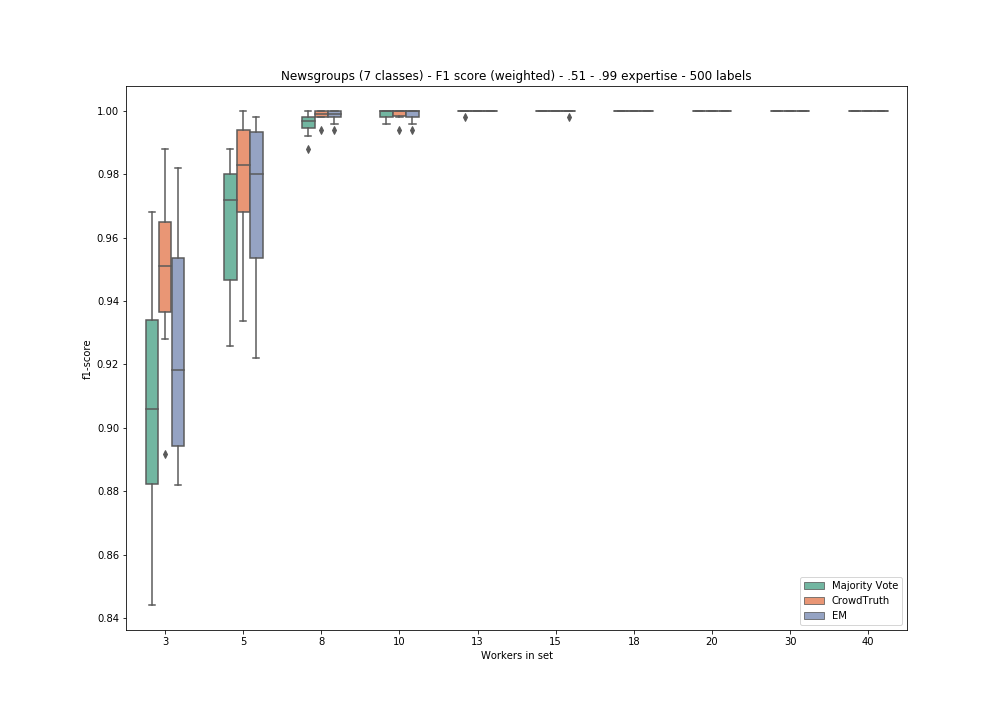 Newsgroups (7 classes) - F1 score (weighted) - .51 - .99 expertise - 500 labels
f1-score
1.00
0.98
0.96
0.94
0.92
0.90
0.88
0.86
0.84
3 5 8 10 13 15 18 20 30 40
Workers in set
Majority Vote
CrowdTruth
EM